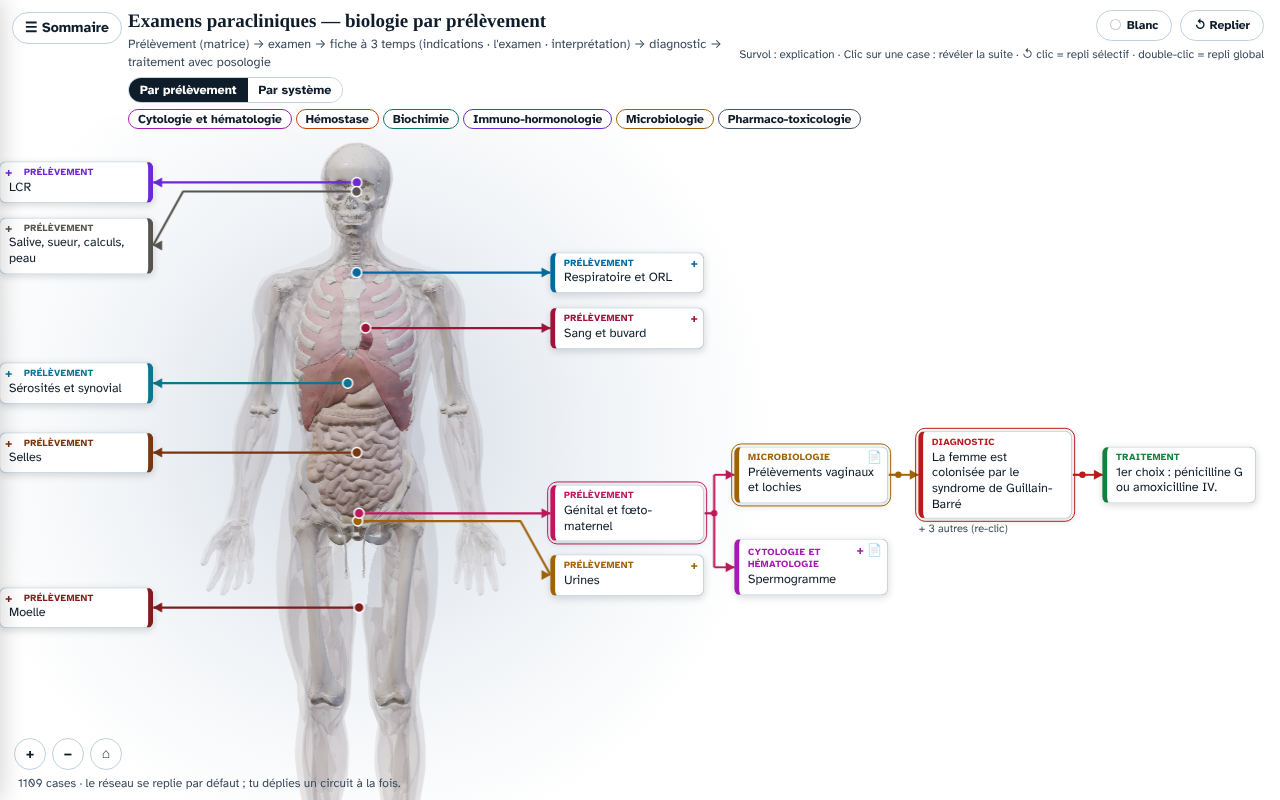 ☰ Sommaire
Examens paracliniques — biologie par prélèvement
Prélèvement (matrice) → examen → fiche à 3 temps (indications · l'examen · interprétation) → diagnostic →
traitement avec posologie
Blanc
↺ Replier
Survol : explication · Clic sur une case : révéler la suite · ↺ clic = repli sélectif · double-clic = repli global
Par prélèvement
Par système
Cytologie et hématologie
Hémostase
Biochimie
Immuno-hormonologie
Microbiologie
Pharmaco-toxicologie
+ PRÉLÈVEMENT
LCR
+ PRÉLÈVEMENT
Salive, sueur, calculs,
peau
PRÉLÈVEMENT +
Respiratoire et ORL
PRÉLÈVEMENT +
Sang et buvard
+ PRÉLÈVEMENT
Sérosités et synovial
+ PRÉLÈVEMENT
Selles
PRÉLÈVEMENT
Génital et fœto-
maternel
MICROBIOLOGIE
Prélèvements vaginaux
et lochies
DIAGNOSTIC
La femme est
colonisée par le
syndrome de Guillain-
Barré
+ 3 autres (re-clic)
TRAITEMENT
1er choix : pénicilline G
ou amoxicilline IV.
CYTOLOGIE ET
HÉMATOLOGIE +
Spermogramme
PRÉLÈVEMENT +
Urines
+ PRÉLÈVEMENT
Moelle
+ − ⌂
1109 cases · le réseau se replie par défaut ; tu déplies un circuit à la fois.